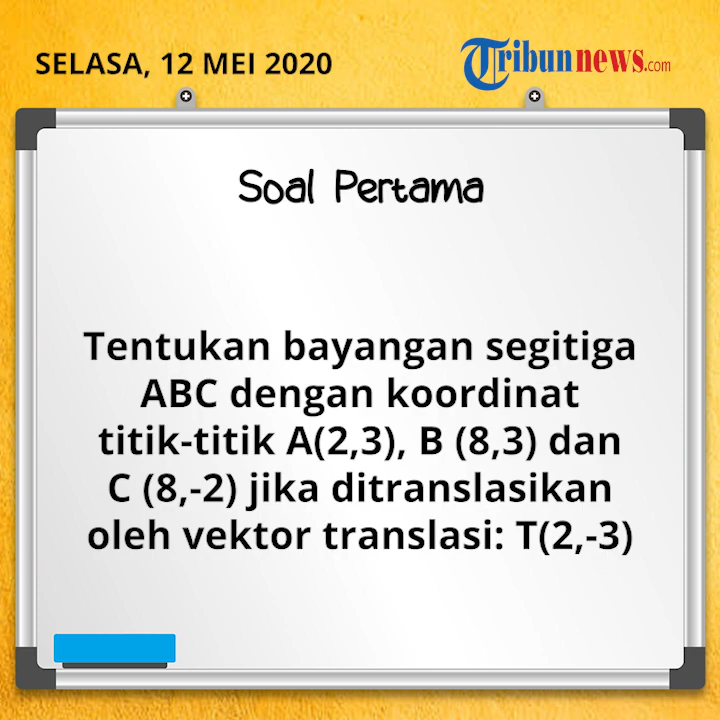 SELASA, 12 MEI 2020
Tribunnews.com
Soal Pertama
Tentukan bayangan segitiga
ABC dengan koordinat
titik-titik A(2,3), B (8,3) dan
C (8,-2) jika ditranslasikan
oleh vektor translasi: T(2,-3)